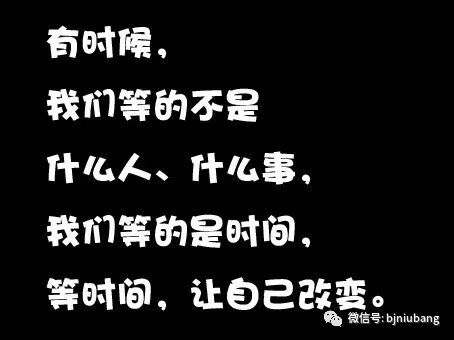 有时候，
我们等的不是
什么人、什么事，
我们等的是时间，
等时间，让自己改变。
微信号: bjniubang